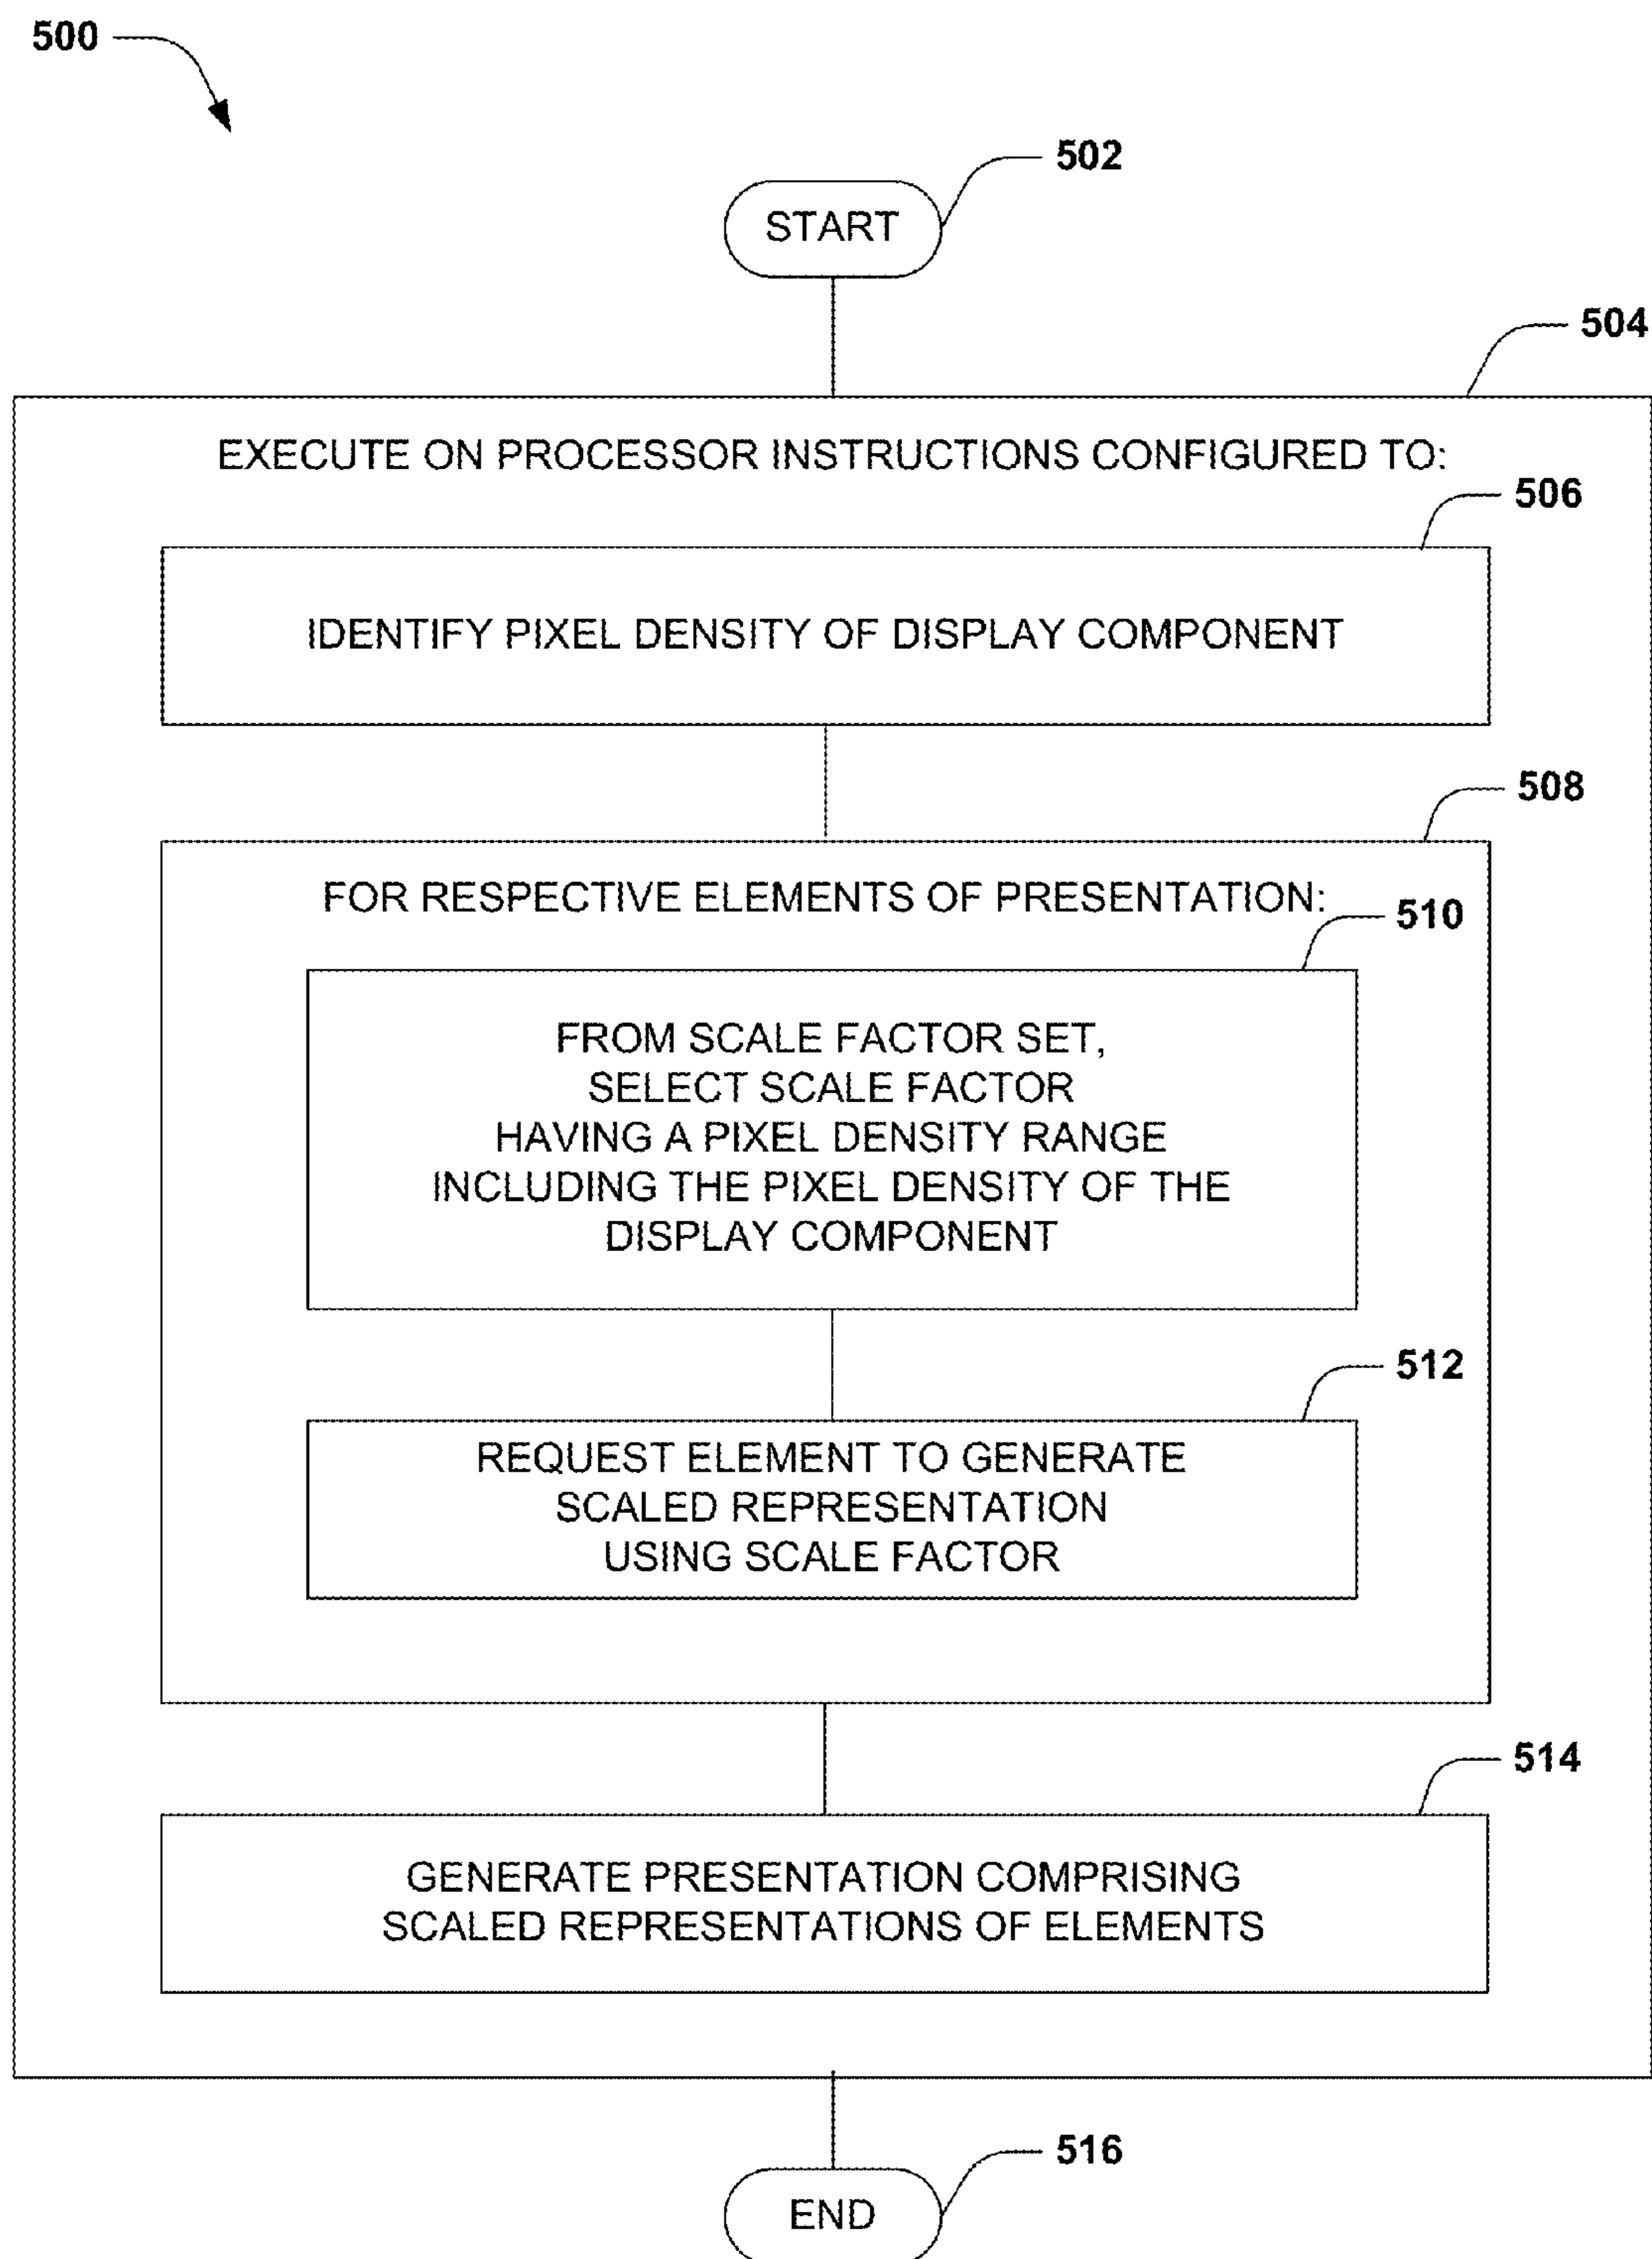 500
502
START
504
EXECUTE ON PROCESSOR INSTRUCTIONS CONFIGURED TO:
506
IDENTIFY PIXEL DENSITY OF DISPLAY COMPONENT
508
FOR RESPECTIVE ELEMENTS OF PRESENTATION:
510
FROM SCALE FACTOR SET,
SELECT SCALE FACTOR
HAVING A PIXEL DENSITY RANGE
INCLUDING THE PIXEL DENSITY OF THE
DISPLAY COMPONENT
512
REQUEST ELEMENT TO GENERATE
SCALED REPRESENTATION
USING SCALE FACTOR
514
GENERATE PRESENTATION COMPRISING
SCALED REPRESENTATIONS OF ELEMENTS
516
END